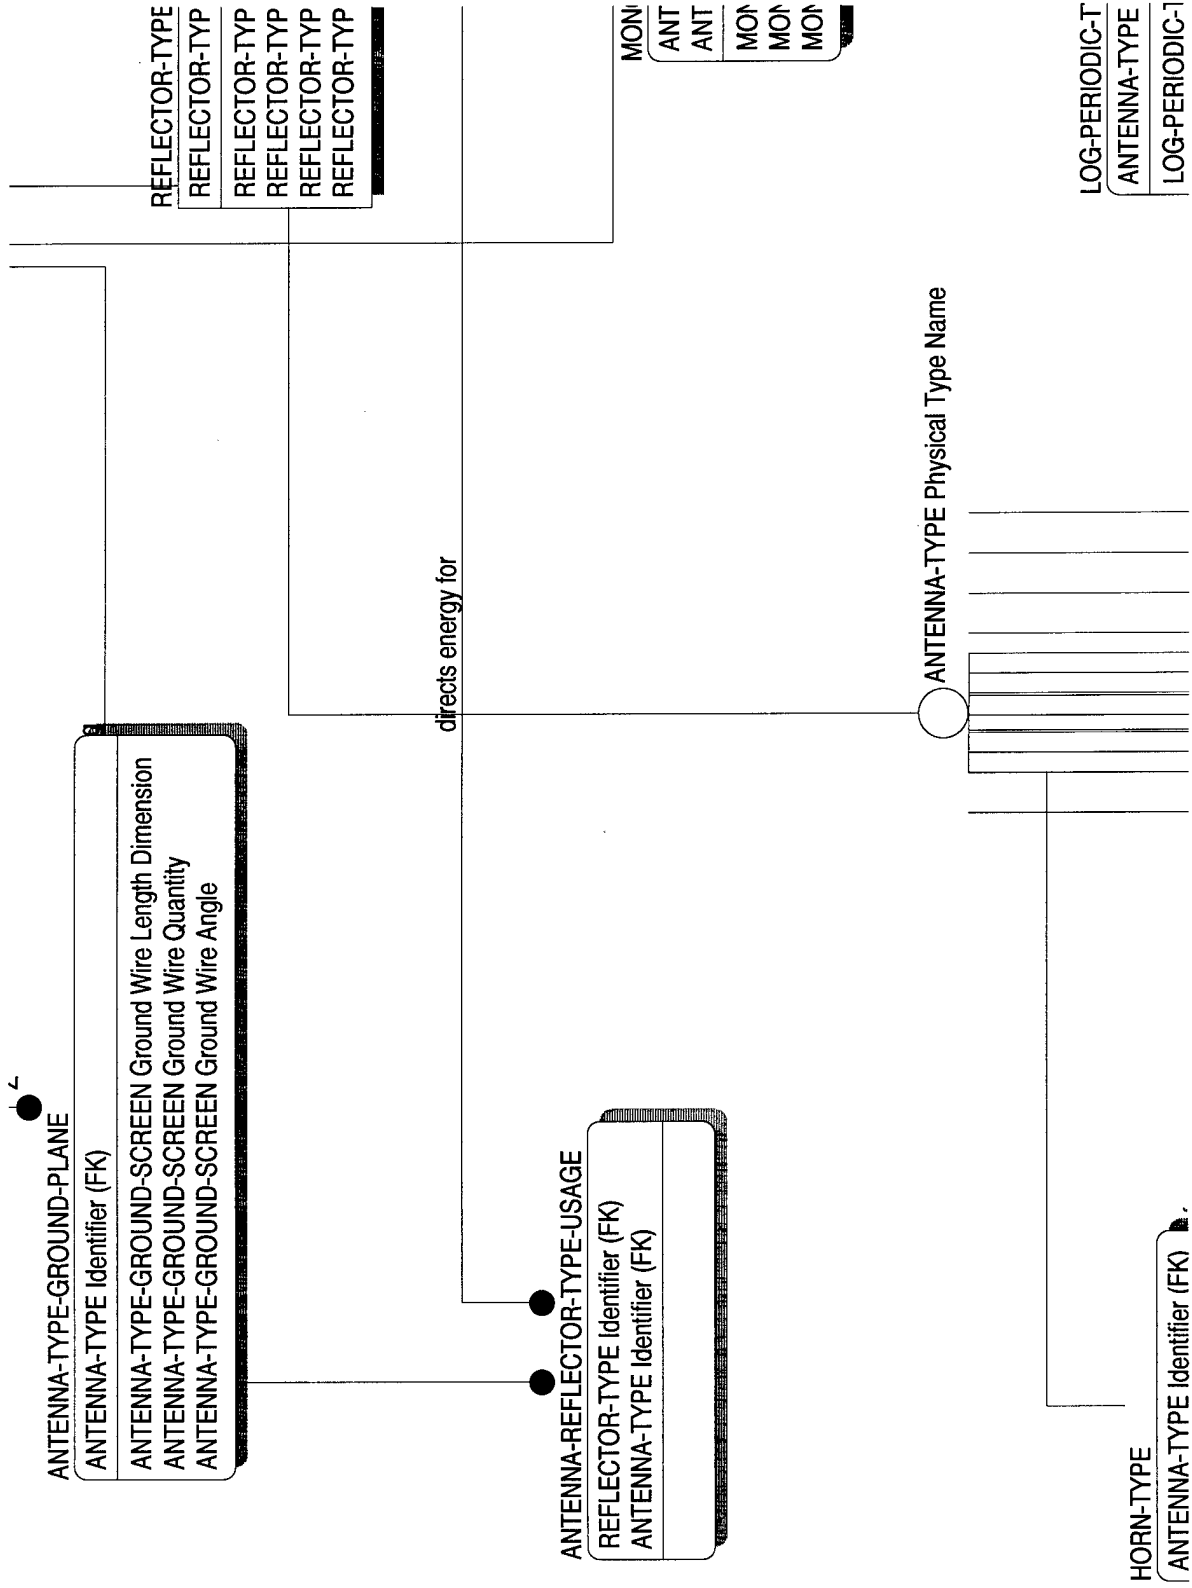 Z
ANTENNA-TYPE-GROUND-PLANE
ANTENNA-TYPE Identifier (FK)
ANTENNA-TYPE-GROUND-SCREEN Ground Wire Length Dimension
ANTENNA-TYPE-GROUND-SCREEN Ground Wire Quantity
ANTENNA-TYPE-GROUND-SCREEN Ground Wire Angle
REFLECTOR-TYPE
REFLECTOR-TYP
REFLECTOR-TYP
REFLECTOR-TYP
REFLECTOR-TYP
REFLECTOR-TYP
directs energy for
ANTENNA-REFLECTOR-TYPE-USAGE
REFLECTOR-TYPE Identifier (FK)
ANTENNA-TYPE Identifier (FK)
ANT
ANT
MON
MON
MON
ANTENNA-TYPE Physical Type Name
HORN-TYPE
ANTENNA-TYPE Identifier (FK)
LOG-PERIODIC-T
ANTENNA-TYPE
LOG-PERIODIC-T